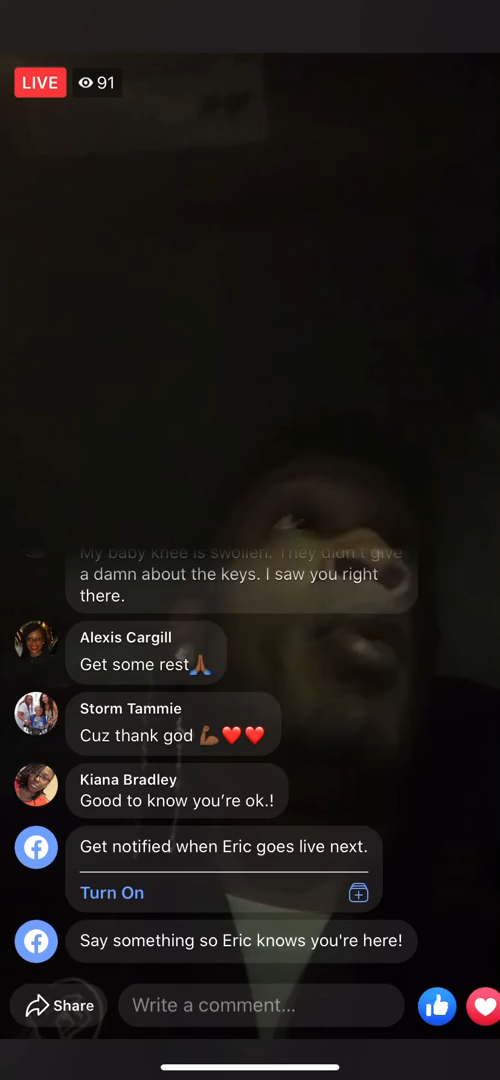 LIVE 91
My baby knee is swollen. They didn't give
a damn about the keys. I saw you right
there.
Alexis Cargill
Get some rest🙏🏾
Storm Tammie
Cuz thank god 💪🏾❤️❤️
Kiana Bradley
Good to know you're ok.!
Get notified when Eric goes live next.
Turn On
Say something so Eric knows you're here!
Share Write a comment...